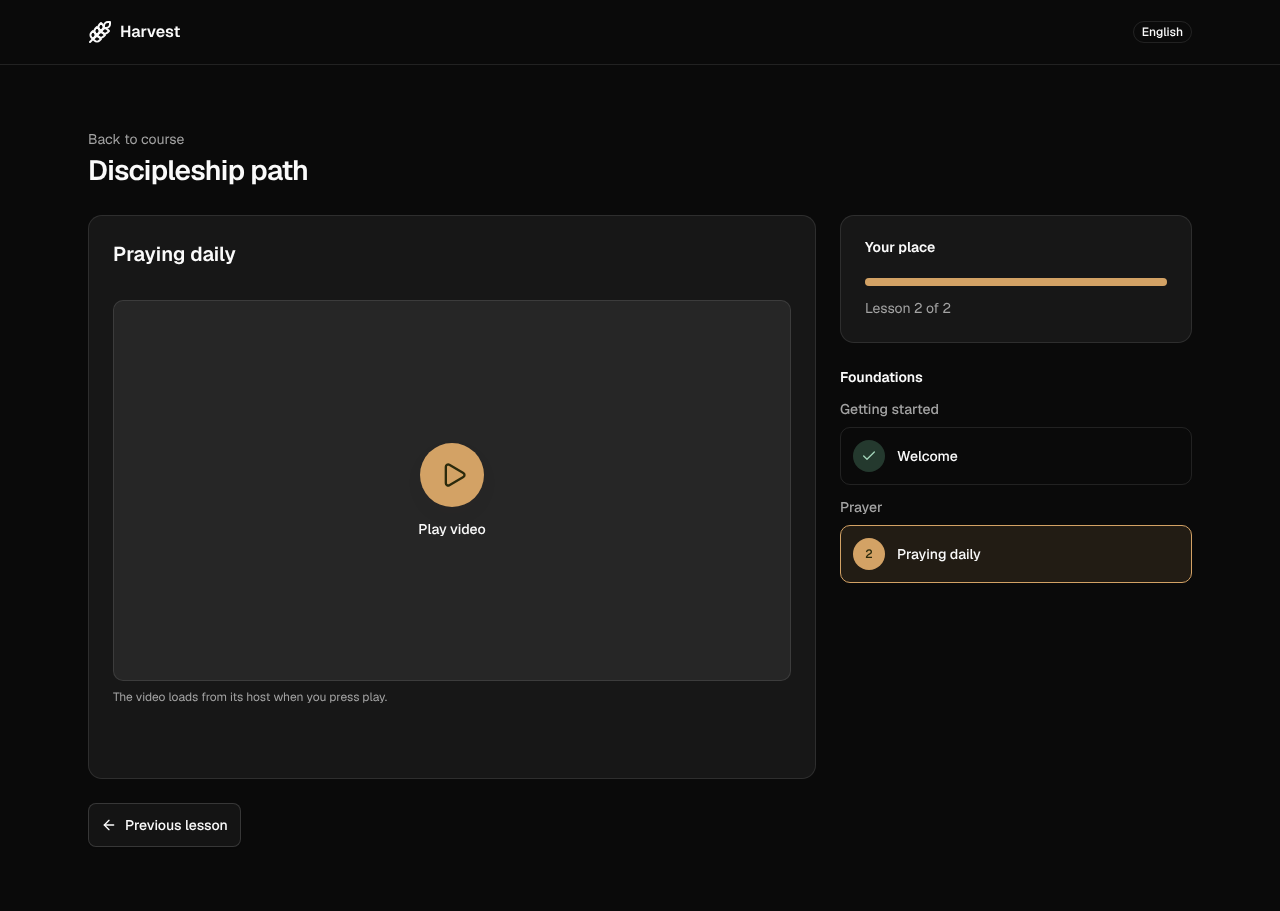 Harvest
English
Back to course
Discipleship path
Praying daily
Play video
The video loads from its host when you press play.
Previous lesson
Your place
Lesson 2 of 2
Foundations
Getting started
Welcome
Prayer
2
Praying daily